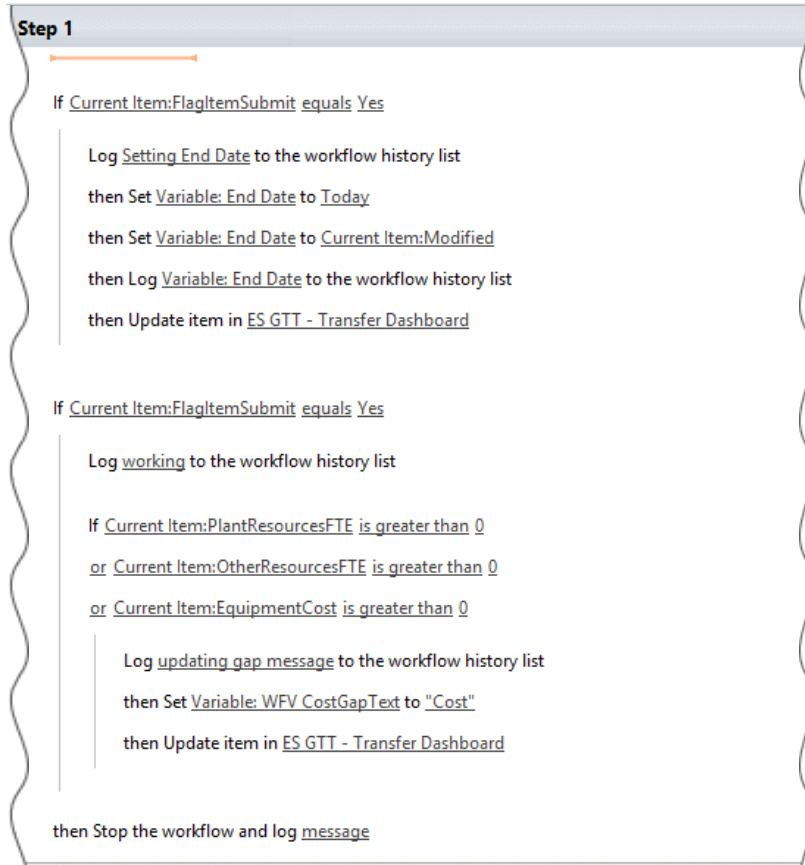 Step 1
If Current Item:FlagItemSubmit equals Yes
Log Setting End Date to the workflow history list
then Set Variable: End Date to Today
then Set Variable: End Date to Current Item:Modified
then Log Variable: End Date to the workflow history list
then Update item in ES GTT - Transfer Dashboard
If Current Item:FlagItemSubmit equals Yes
Log working to the workflow history list
If Current Item:PlantResourcesFTE is greater than 0
or Current Item:OtherResourcesFTE is greater than 0
or Current Item:EquipmentCost is greater than 0
Log updating gap message to the workflow history list
then Set Variable: WFV CostGapText to "Cost"
then Update item in ES GTT - Transfer Dashboard
then Stop the workflow and log message